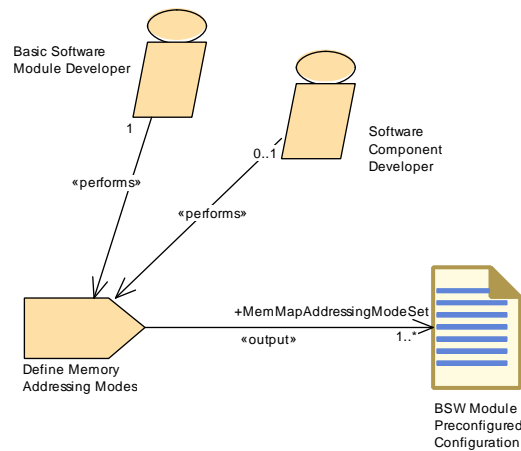 Basic Software
Module Developer
1
Software
Component
Developer
0..1
«performs»
«performs»
+MemMapAddressingModeSet
«output»
1..*
Define Memory
Addressing Modes
BSW Module
Preconfigured
Configuration